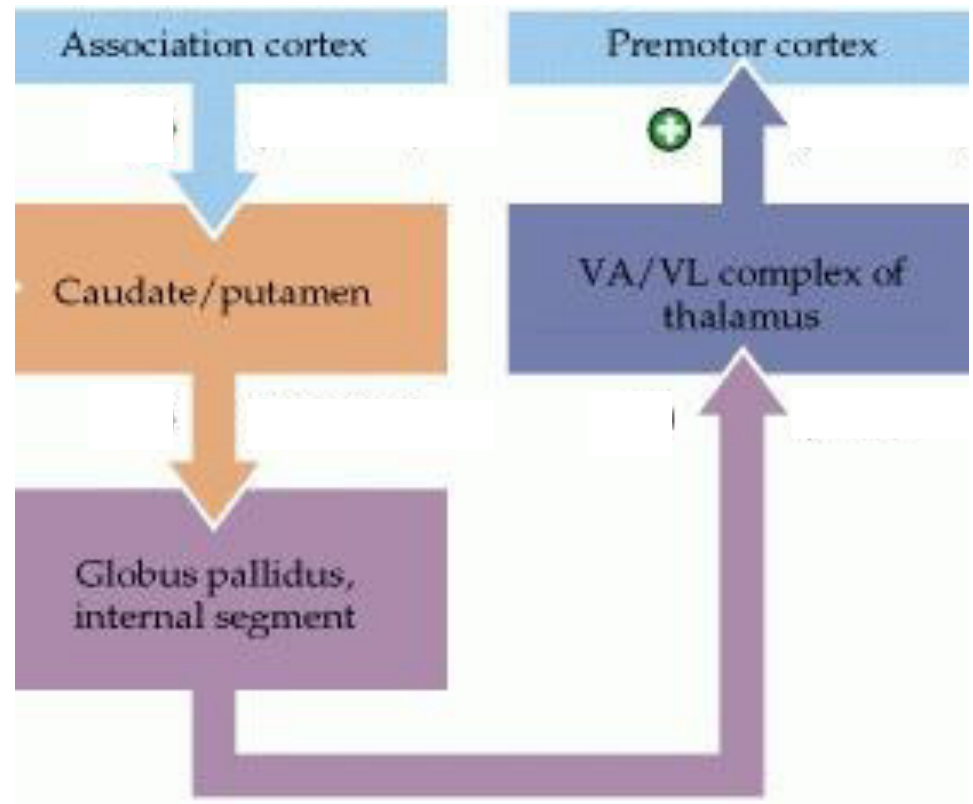 Association cortex
Premotor cortex
Caudate/putamen
VA/VL complex of
thalamus
Globus pallidus,
internal segment